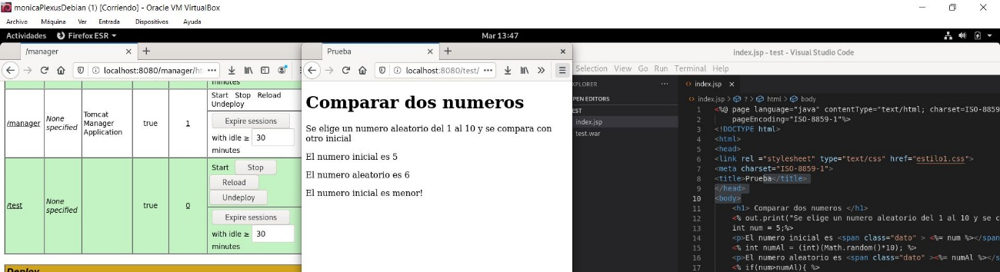 monicaPlexusDebian (1) [Corriendo] - Oracle VM VirtualBox
Archivo Máquina Ver Entrada Dispositivos Ayuda
Actividades Firefox ESR Mar 13:47
/manager
localhost:8080/manager/ht
minutes
/manager
None
specified
Tomcat
Manager
Application
true
1
Start Stop Reload
Undeploy
Expire sessions
with idle ≥ 30
minutes
/test
None
specified
true
0
Start Stop
Reload
Undeploy
Expire sessions
with idle ≥ 30
minutes
Deploy
Prueba
localhost:8080/test/
Comparar dos numeros
Se elige un numero aleatorio del 1 al 10 y se compara con
otro inicial
El numero inicial es 5
El numero aleatorio es 6
El numero inicial es menor!
index.jsp - test - Visual Studio Code
Selection View Go Run Terminal Help
XPLORER
PEN EDITORS
EST
index.jsp
test.war
index.jsp
index.jsp > ? > html > body
1 <%@ page language="java" contentType="text/html; charset=ISO-8859
2 pageEncoding="ISO-8859-1"%>
3 <!DOCTYPE html>
4 <html>
5 <head>
6 <link rel ="stylesheet" type="text/css" href="estilo1.css">
7 <meta charset="ISO-8859-1">
8 <title>Prueba</title>
9 </head>
10 <body>
11 <h1> Comparar dos numeros </h1>
12 <% out.print("Se elige un numero aleatorio del 1 al 10 y se c
13 int num = 5;%>
14 <p>El numero inicial es <span class="dato" > <%= num %></span
15 <% int numAl = (int)(Math.random()*10); %>
16 <p>El numero aleatorio es <span class="dato" ><%= numAl %></s
17 <% if(num>numAl){ %>